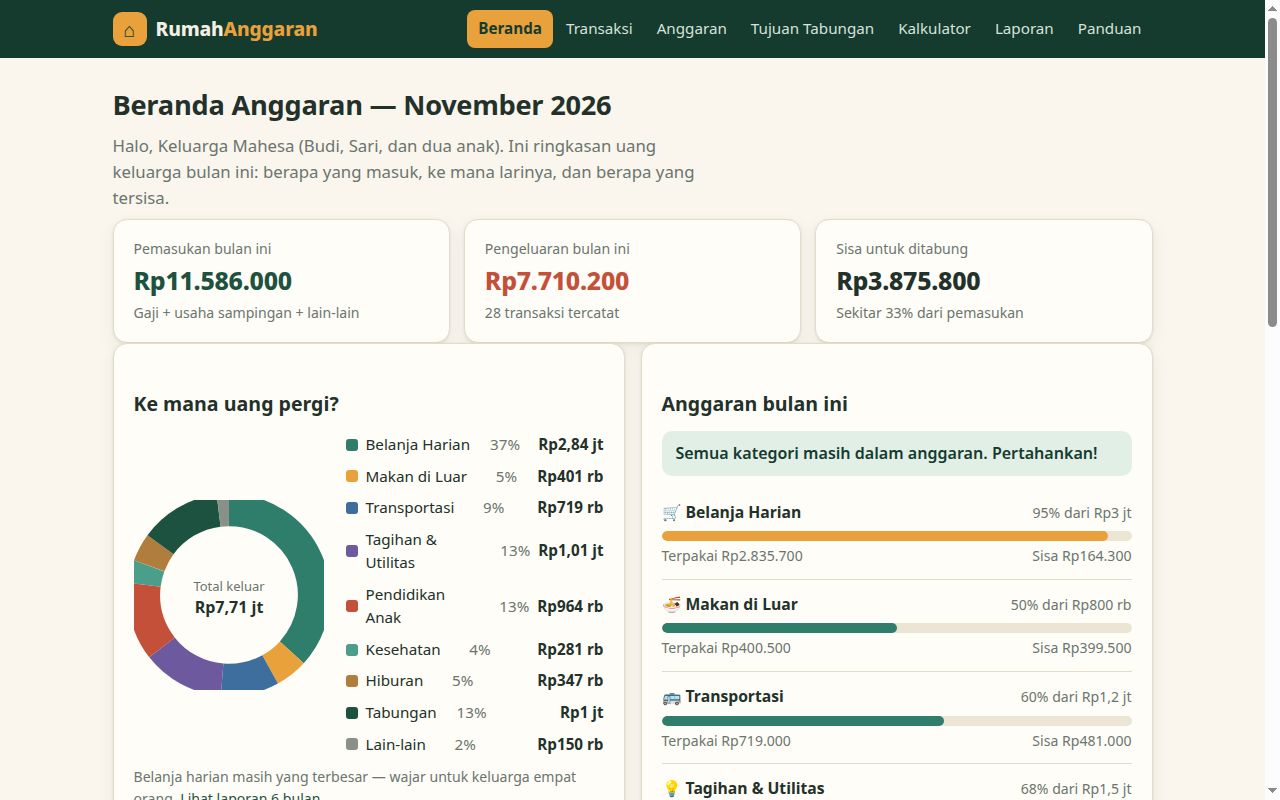 RumahAnggaran
Beranda
Transaksi
Anggaran
Tujuan Tabungan
Kalkulator
Laporan
Panduan
Beranda Anggaran — November 2026
Halo, Keluarga Mahesa (Budi, Sari, dan dua anak). Ini ringkasan uang
keluarga bulan ini: berapa yang masuk, ke mana larinya, dan berapa yang
tersisa.
Pemasukan bulan ini
Rp11.586.000
Gaji + usaha sampingan + lain-lain
Pengeluaran bulan ini
Rp7.710.200
28 transaksi tercatat
Sisa untuk ditabung
Rp3.875.800
Sekitar 33% dari pemasukan
Ke mana uang pergi?
Total keluar
Rp7,71 jt
Belanja Harian 37% Rp2,84 jt
Makan di Luar 5% Rp401 rb
Transportasi 9% Rp719 rb
Tagihan &
Utilitas 13% Rp1,01 jt
Pendidikan
Anak 13% Rp964 rb
Kesehatan 4% Rp281 rb
Hiburan 5% Rp347 rb
Tabungan 13% Rp1 jt
Lain-lain 2% Rp150 rb
Belanja harian masih yang terbesar — wajar untuk keluarga empat
orang. Lihat laporan 6 bulan
Anggaran bulan ini
Semua kategori masih dalam anggaran. Pertahankan!
Belanja Harian 95% dari Rp3 jt
Terpakai Rp2.835.700 Sisa Rp164.300
Makan di Luar 50% dari Rp800 rb
Terpakai Rp400.500 Sisa Rp399.500
Transportasi 60% dari Rp1,2 jt
Terpakai Rp719.000 Sisa Rp481.000
Tagihan & Utilitas 68% dari Rp1,5 jt